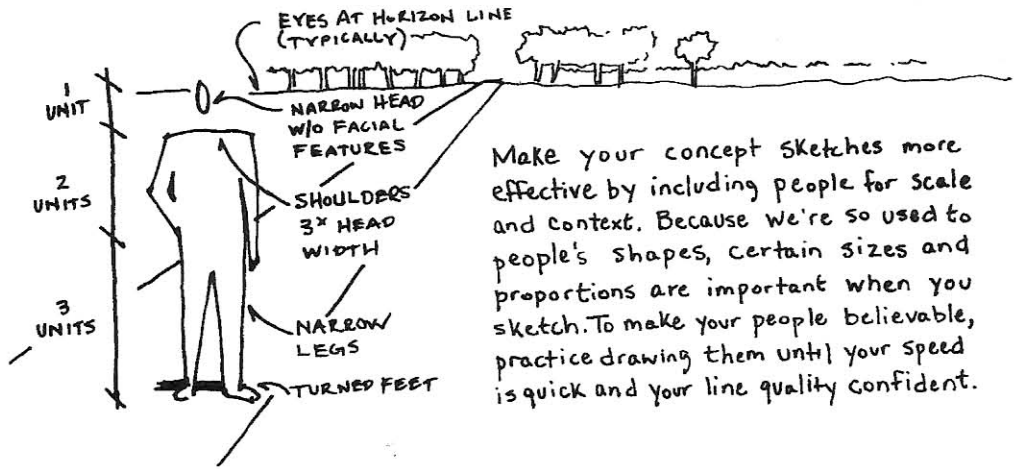 EYES AT HORIZON LINE
(TYPICALLY)
1
UNIT
NARROW HEAD
W/O FACIAL
FEATURES
2
UNITS
SHOULDERS
3x HEAD
WIDTH
3
UNITS
NARROW
LEGS
TURNED FEET
Make your concept sketches more
effective by including people for scale
and context. Because we're so used to
people's shapes, certain sizes and
proportions are important when you
sketch. To make your people believable,
practice drawing them until your speed
is quick and your line quality confident.